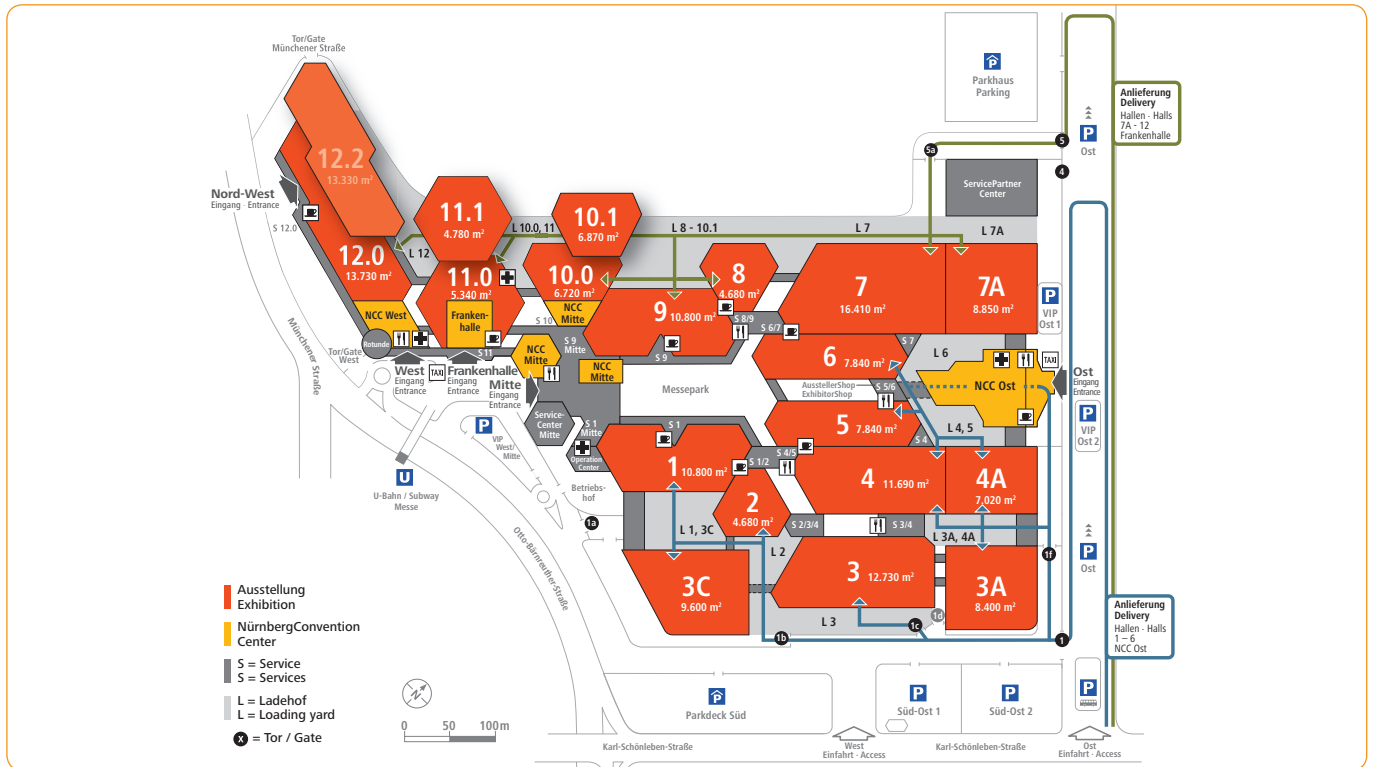 Tor/Gate
Münchener Straße
P
Parkhaus
Parking
Anlieferung
Delivery
Hallen · Halls
7A - 12
Frankenhalle
5
P
Ost
5a
4
12.2
13.330 m²
ServicePartner
Center
Nord-West
Eingang · Entrance
S 12.0
11.1
4.780 m²
L 10.0, 11
10.1
6.870 m²
L 8 - 10.1
L 7
L 7A
L 12
12.0
13.730 m²
11.0
5.340 m²
10.0
6.720 m²
8
4.680 m²
7
16.410 m²
7A
8.850 m²
P
VIP
Ost 1
NCC West
Franken-
halle
S 10
NCC
Mitte
9 10.800 m²
S 8/9
S 6/7
Rotunde
S 11
S 9
Mitte
S 9
S 7
L 6
Münchener Straße
Tor/Gate
West
West
Eingang
Entrance
TAXI
Frankenhalle
Eingang
Entrance
NCC
Mitte
Mitte
Eingang
Entrance
NCC
Mitte
Messepark
6 7.840 m²
AusstellerShop
ExhibitorShop
S 5/6
NCC Ost
TAXI
Ost
Eingang
Entrance
P
VIP
Ost 2
P
VIP
West/
Mitte
Service-
Center
Mitte
S 1
Mitte
S 1
5 7.840 m²
S 4
L 4, 5
Operation
Center
1 10.800 m²
S 1/2
S 4/5
4 11.690 m²
4A
7.020 m²
U
U-Bahn / Subway
Messe
Betriebs-
hof
1a
2
4.680 m²
S 2/3/4
S 3/4
L 1, 3C
L 2
L 3A, 4A
1f
P
Ost
Otto-Bärnreuther-Straße
3C
9.600 m²
3 12.730 m²
3A
8.400 m²
L 3
1d
1c
1b
1
Anlieferung
Delivery
Hallen · Halls
1 – 6
NCC Ost
Ausstellung
Exhibition
NürnbergConvention
Center
S = Service
S = Services
L = Ladehof
L = Loading yard
x = Tor / Gate
N
0 50 100 m
P
Parkdeck Süd
P
Süd-Ost 1
P
Süd-Ost 2
P
Karl-Schönleben-Straße
West
Einfahrt · Access
Karl-Schönleben-Straße
Ost
Einfahrt · Access